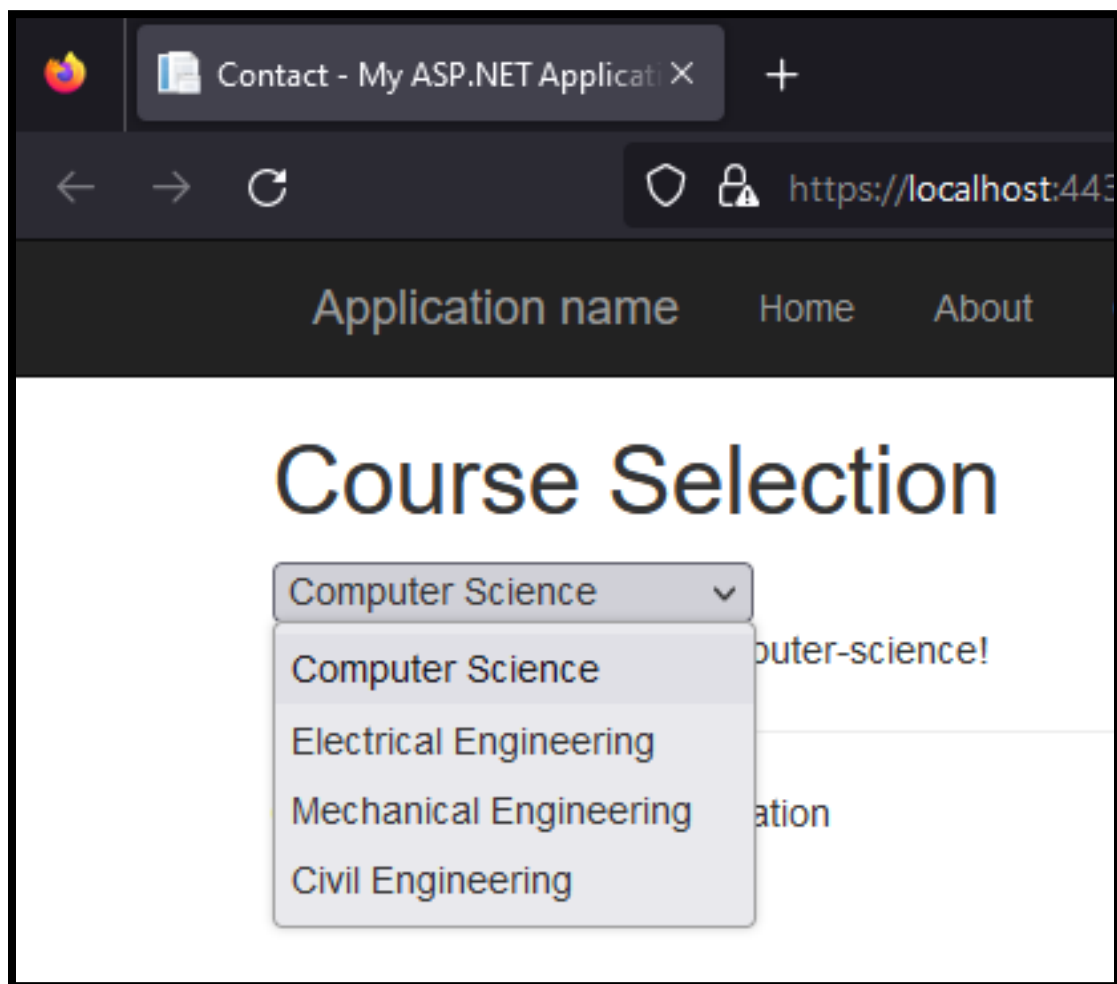 Contact - My ASP.NET Applicati
https://localhost:443
Application name Home About
Course Selection
Computer Science
puter-science!
Computer Science
Electrical Engineering
Mechanical Engineering
ation
Civil Engineering